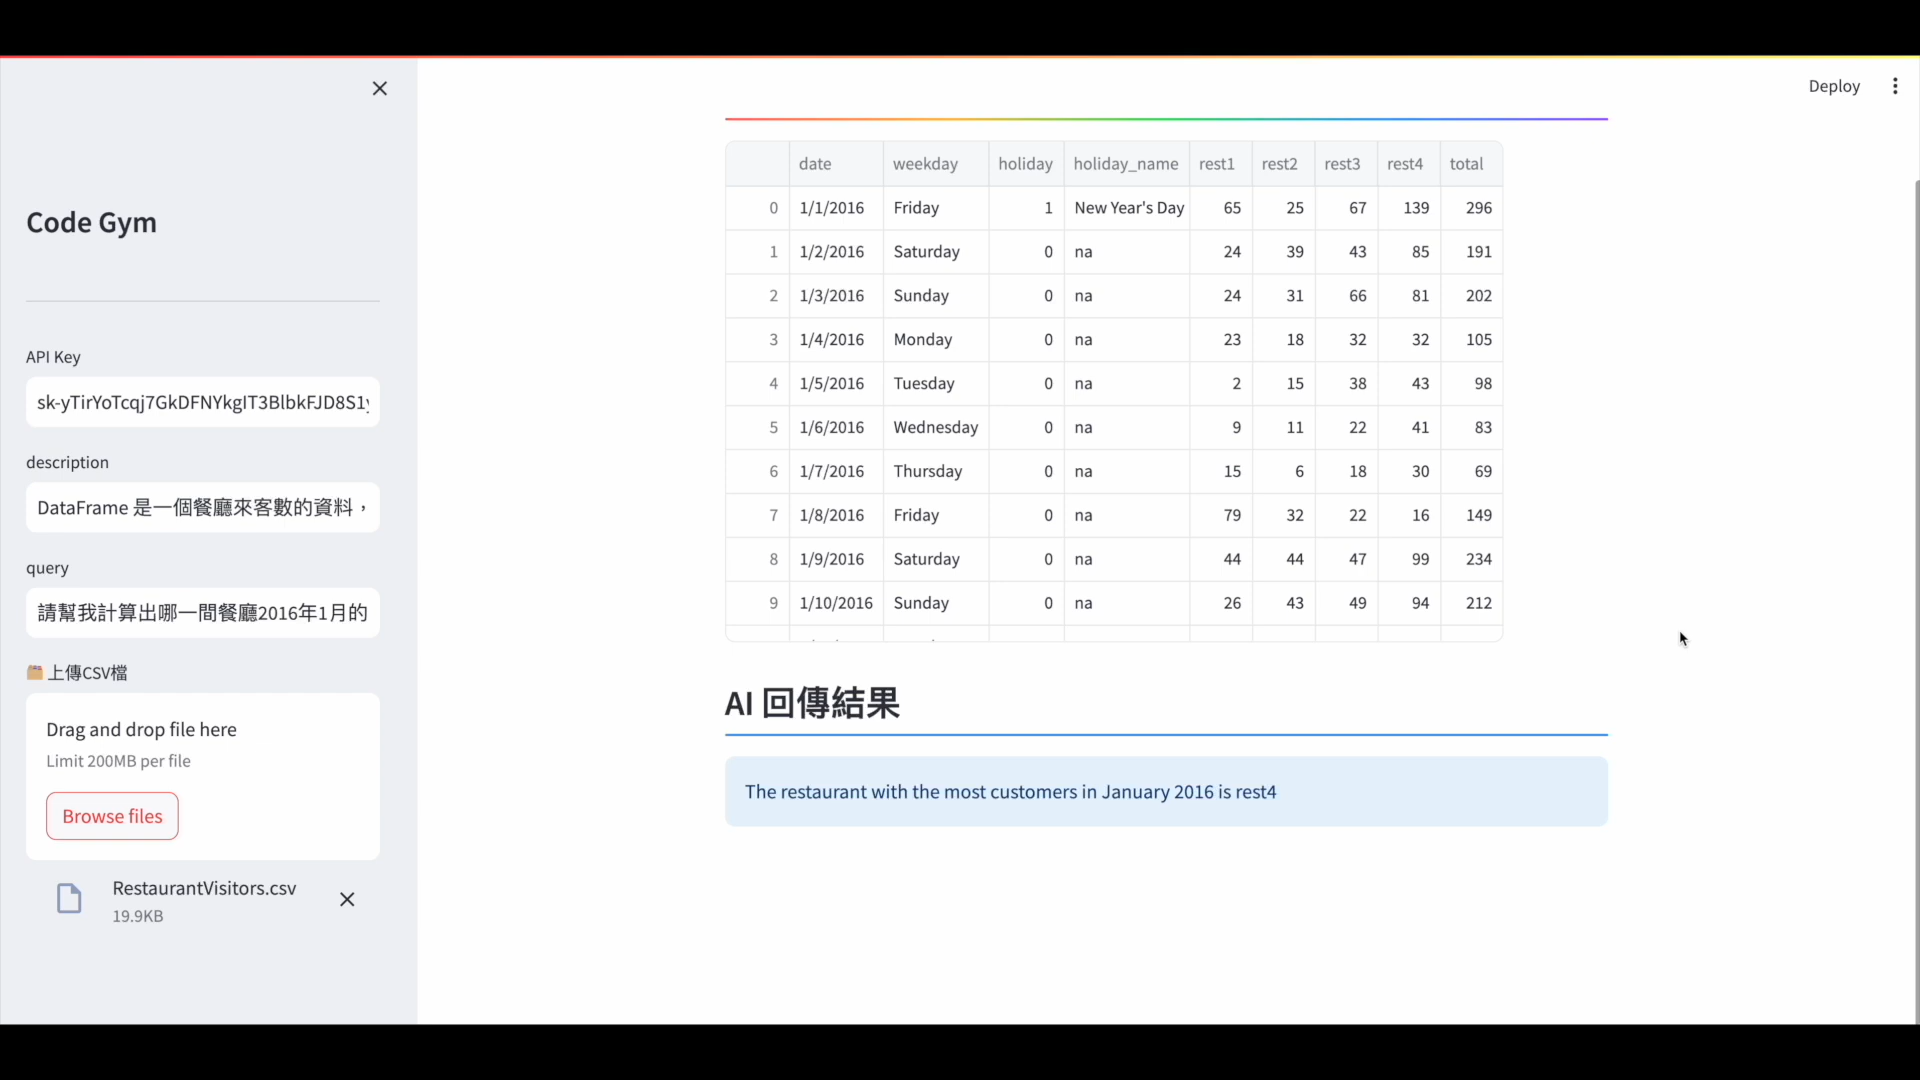 Deploy
Code Gym
API Key
sk-yTirYoTcqj7GkDFNYkgIT3BlbkFJD8S1y
description
DataFrame 是一個餐廳來客數的資料，
query
請幫我計算出哪一間餐廳2016年1月的
上傳CSV檔
Drag and drop file here
Limit 200MB per file
Browse files
RestaurantVisitors.csv
19.9KB
date weekday holiday holiday_name rest1 rest2 rest3 rest4 total
0 1/1/2016 Friday 1 New Year's Day 65 25 67 139 296
1 1/2/2016 Saturday 0 na 24 39 43 85 191
2 1/3/2016 Sunday 0 na 24 31 66 81 202
3 1/4/2016 Monday 0 na 23 18 32 32 105
4 1/5/2016 Tuesday 0 na 2 15 38 43 98
5 1/6/2016 Wednesday 0 na 9 11 22 41 83
6 1/7/2016 Thursday 0 na 15 6 18 30 69
7 1/8/2016 Friday 0 na 79 32 22 16 149
8 1/9/2016 Saturday 0 na 44 44 47 99 234
9 1/10/2016 Sunday 0 na 26 43 49 94 212
AI 回傳結果
The restaurant with the most customers in January 2016 is rest4